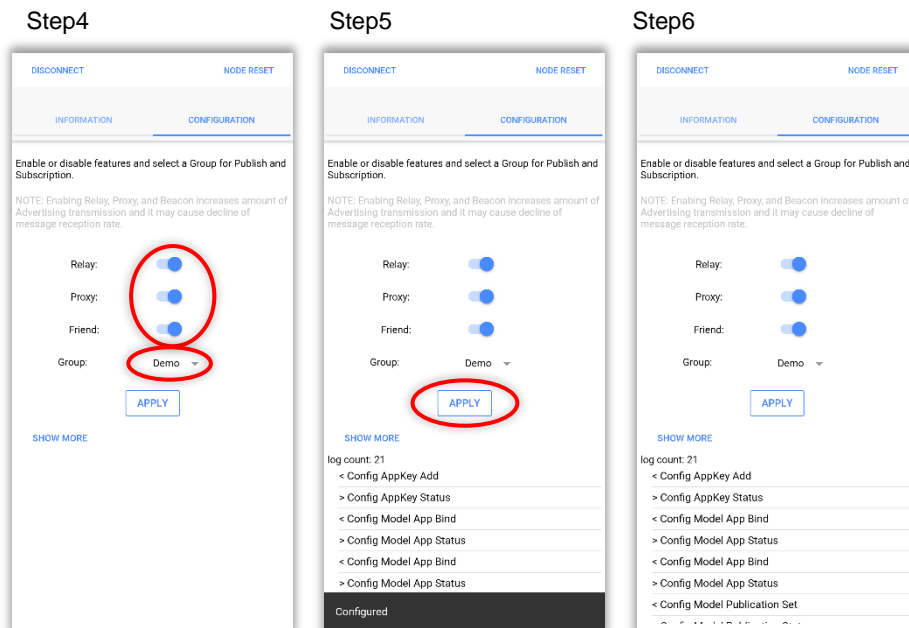 Step4
DISCONNECT NODE RESET
INFORMATION CONFIGURATION
Enable or disable features and select a Group for Publish and
Subscription.
NOTE: Enabing Relay, Proxy, and Beacon increases amount of
Advertising transmission and it may cause decline of
message reception rate.
Relay:
Proxy:
Friend:
Group: Demo
APPLY
SHOW MORE
Step5
DISCONNECT NODE RESET
INFORMATION CONFIGURATION
Enable or disable features and select a Group for Publish and
Subscription.
NOTE: Enabing Relay, Proxy, and Beacon increases amount of
Advertising transmission and it may cause decline of
message reception rate.
Relay:
Proxy:
Friend:
Group: Demo
APPLY
SHOW MORE
log count: 21
< Config AppKey Add
> Config AppKey Status
< Config Model App Bind
> Config Model App Status
< Config Model App Bind
> Config Model App Status
Configured
Step6
DISCONNECT NODE RESET
INFORMATION CONFIGURATION
Enable or disable features and select a Group for Publish and
Subscription.
NOTE: Enabing Relay, Proxy, and Beacon increases amount of
Advertising transmission and it may cause decline of
message reception rate.
Relay:
Proxy:
Friend:
Group: Demo
APPLY
SHOW MORE
log count: 21
< Config AppKey Add
> Config AppKey Status
< Config Model App Bind
> Config Model App Status
< Config Model App Bind
> Config Model App Status
< Config Model Publication Set